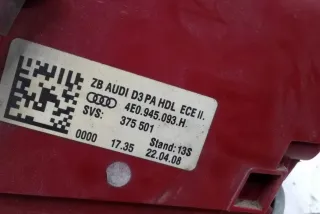 ZB AUDI D3 PA HDL ECE II.
4E0.945.093.H
SVS: 375 501
Stand: 13S
0000 17.35 22.04.08